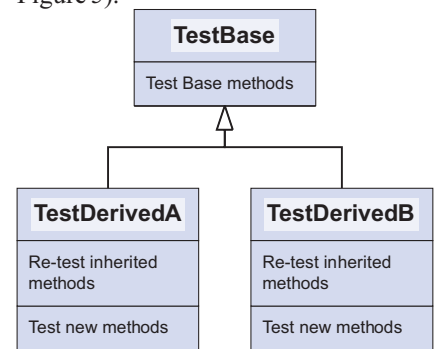 Figure 5).
TestBase
Test Base methods
TestDerivedA
TestDerivedB
Re-test inherited
methods
Re-test inherited
methods
Test new methods
Test new methods